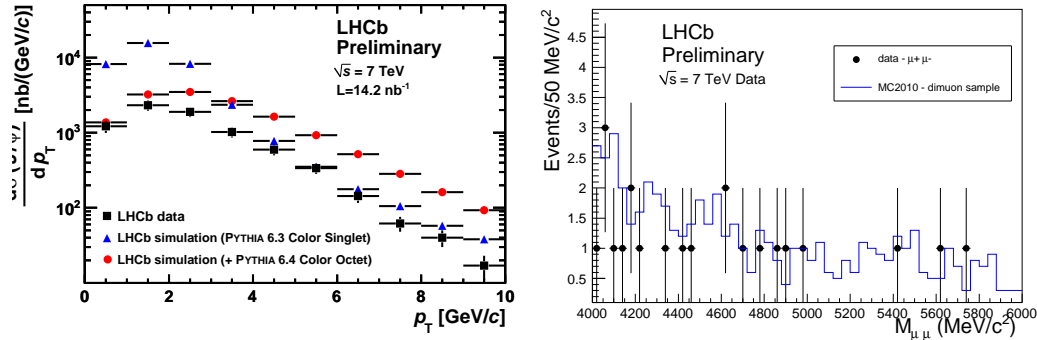 LHCb
Preliminary
√s = 7 TeV
L=14.2 nb⁻¹
[nb/(GeV/c)]
dp_T
10⁴
10³
10²
LHCb data
LHCb simulation (PYTHIA 6.3 Color Singlet)
LHCb simulation (+ PYTHIA 6.4 Color Octet)
0 2 4 6 8 10
p_T [GeV/c]
Events/50 MeV/c²
4.5
4
3.5
3
2.5
2
1.5
1
0.5
LHCb
Preliminary
√s = 7 TeV Data
data - μ+ μ-
MC2010 - dimuon sample
4000 4200 4400 4600 4800 5000 5200 5400 5600 5800 6000
M_μ μ (MeV/c²)